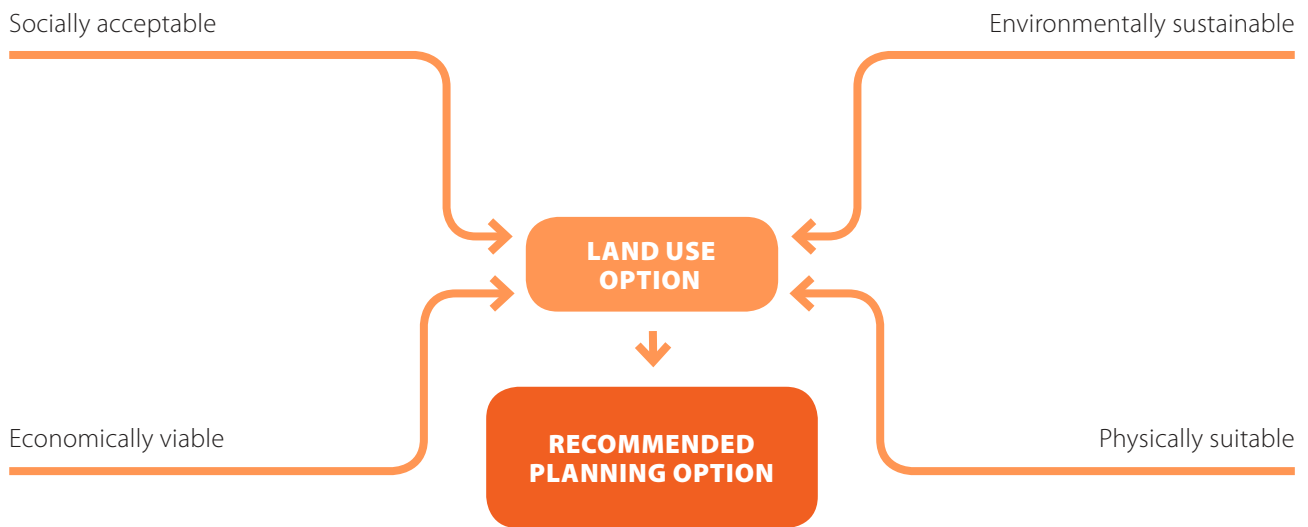 Socially acceptable
Environmentally sustainable
LAND USE
OPTION
Economically viable
Physically suitable
RECOMMENDED
PLANNING OPTION